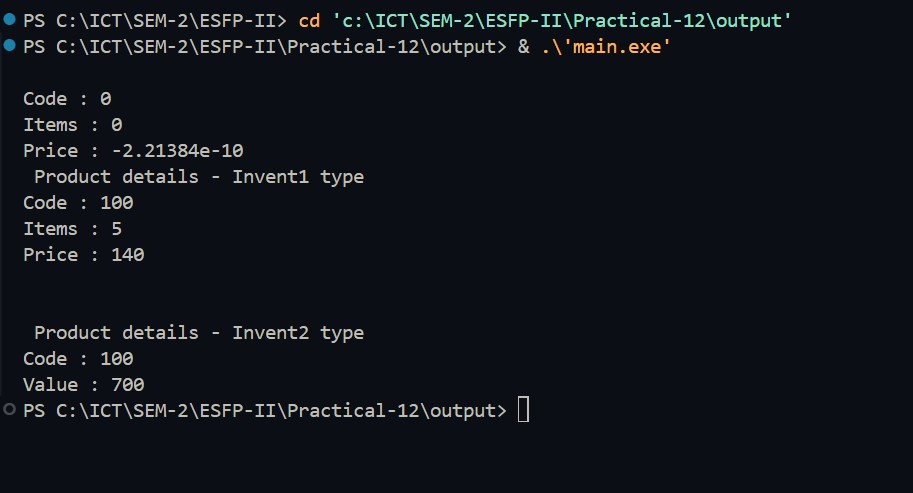 PS C:\ICT\SEM-2\ESFP-II> cd 'c:\ICT\SEM-2\ESFP-II\Practical-12\output'
PS C:\ICT\SEM-2\ESFP-II\Practical-12\output> & .\'main.exe'
Code : 0
Items : 0
Price : -2.21384e-10
Product details - Invent1 type
Code : 100
Items : 5
Price : 140
Product details - Invent2 type
Code : 100
Value : 700
PS C:\ICT\SEM-2\ESFP-II\Practical-12\output>